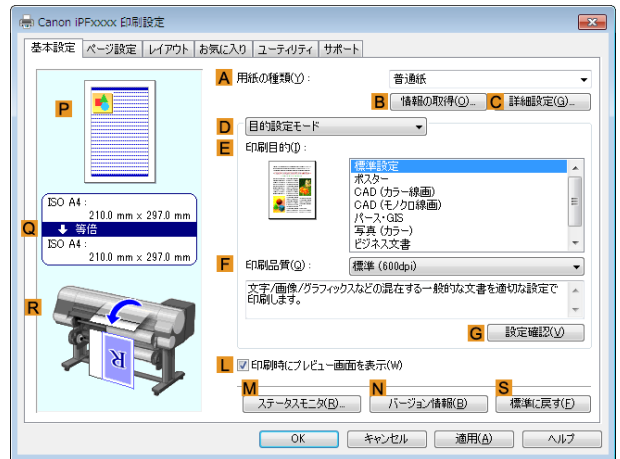 Canon iPFxxxx 印刷設定
基本設定 ページ設定 レイアウト お気に入り ユーティリティ サポート
A 用紙の種類(Y): 普通紙
B 情報の取得(O)... C 詳細設定(G)...
P
D 目的設定モード
E 印刷目的(I):
標準設定
ポスター
CAD (カラー線画)
CAD (モノクロ線画)
パース・GIS
写真 (カラー)
ビジネス文書
ISO A4 :
210.0 mm × 297.0 mm
Q 等倍
ISO A4 :
210.0 mm × 297.0 mm
F 印刷品質(Q): 標準 (600dpi)
文字/画像/グラフィックスなどの混在する一般的な文書を適切な設定で
印刷します。
R
G 設定確認(V)
R
L 印刷時にプレビュー画面を表示(W)
M N S
ステータスモニタ(R)... バージョン情報(B) 標準に戻す(F)
OK キャンセル 適用(A) ヘルプ